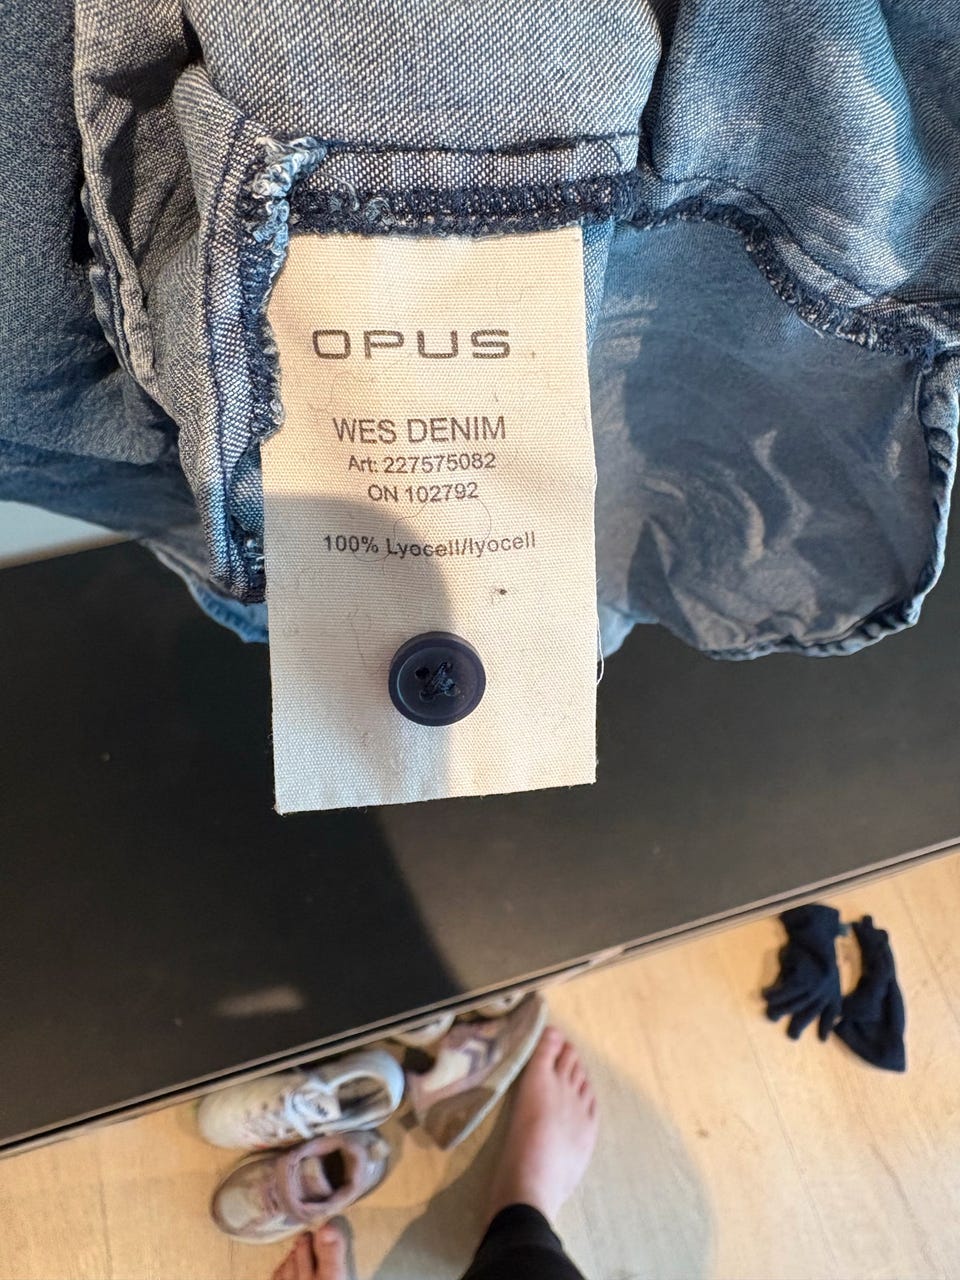 OPUS
WES DENIM
Art: 227575082
ON 102792
100% Lyocell/lyocell